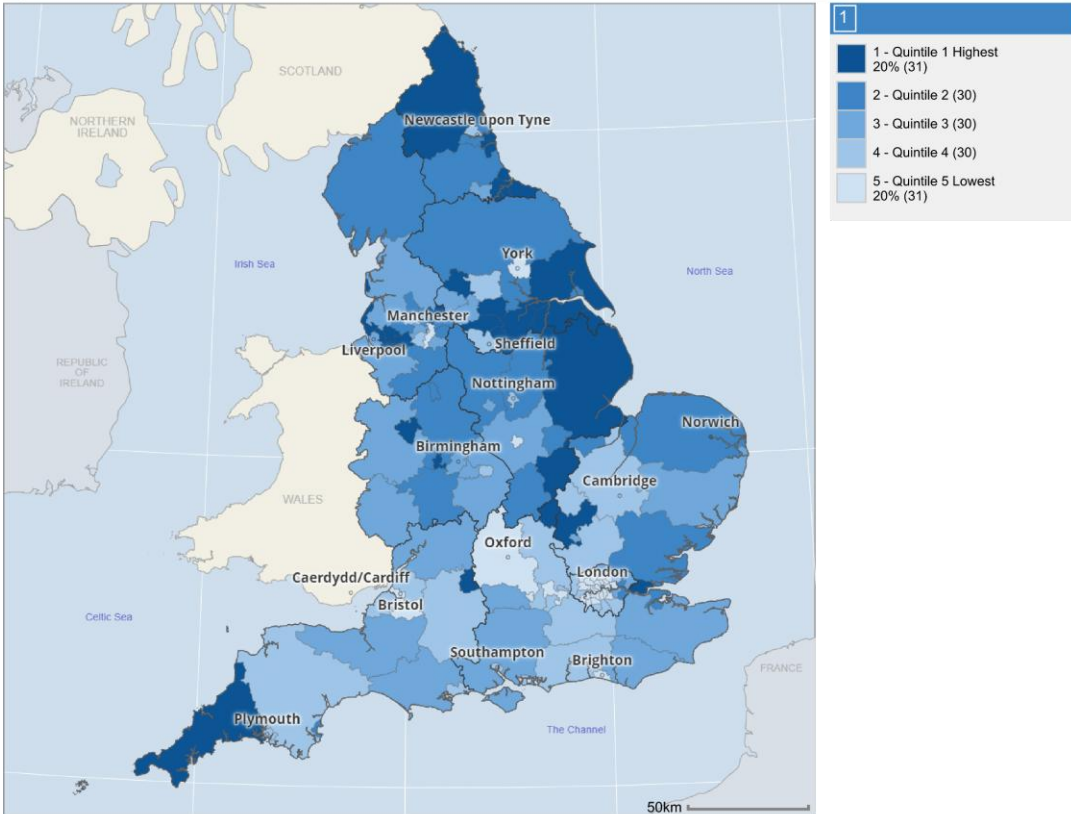 1
1 - Quintile 1 Highest
20% (31)
2 - Quintile 2 (30)
3 - Quintile 3 (30)
4 - Quintile 4 (30)
5 - Quintile 5 Lowest
20% (31)
SCOTLAND
NORTHERN
IRELAND
Newcastle upon Tyne
Irish Sea
York
North Sea
Manchester
Sheffield
Liverpool
REPUBLIC
OF
IRELAND
Nottingham
Norwich
Birmingham
Cambridge
WALES
Oxford
London
Caerdydd/Cardiff
Bristol
Celtic Sea
Southampton
Brighton
FRANCE
Plymouth
The Channel
50km